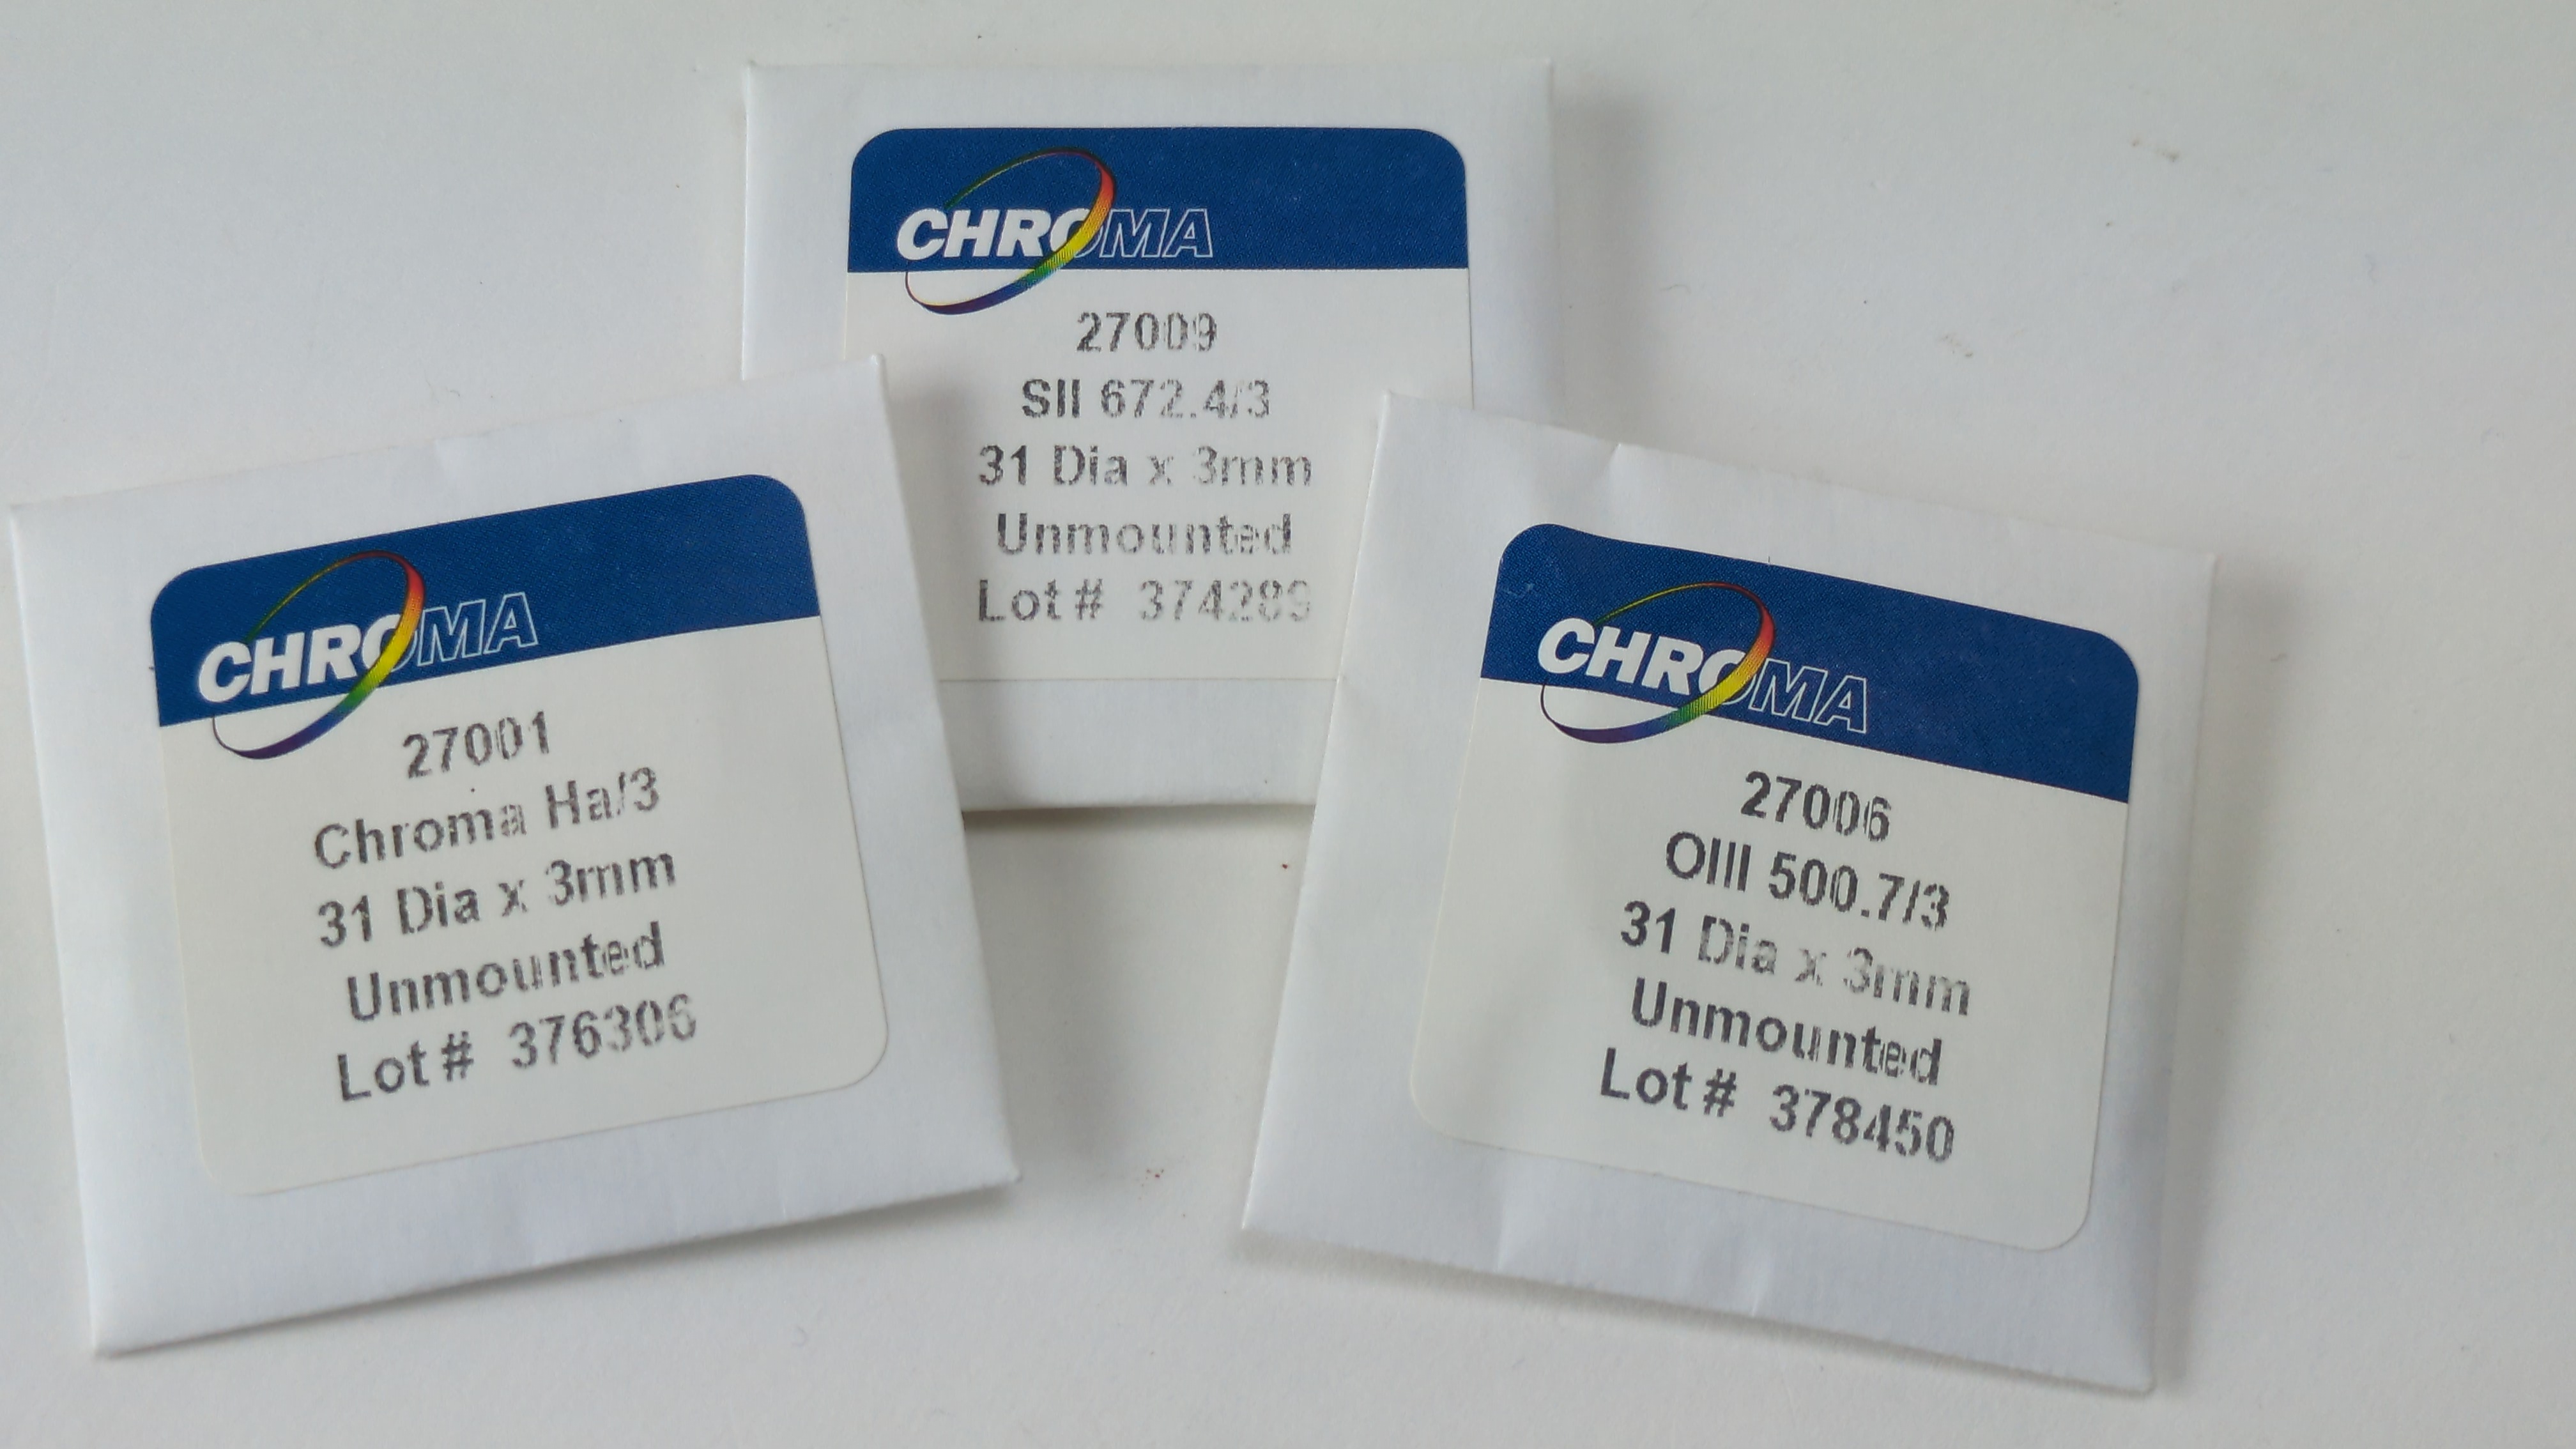 CHROMA
27009
SII 672.4/3
31 Dia x 3mm
Unmounted
Lot# 374289
CHROMA
27001
Chroma Ha/3
31 Dia x 3mm
Unmounted
Lot# 376306
CHROMA
27006
OIII 500.7/3
31 Dia x 3mm
Unmounted
Lot# 378450